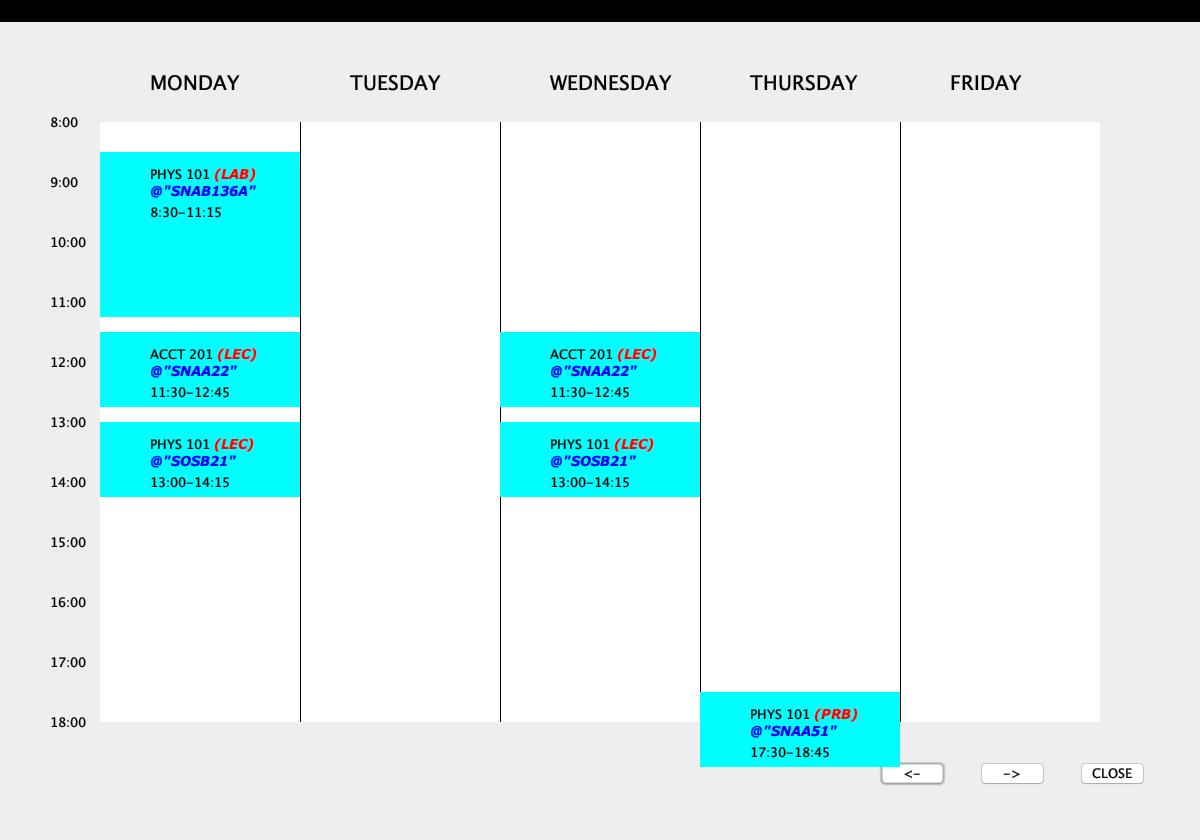 MONDAY TUESDAY WEDNESDAY THURSDAY FRIDAY
8:00
PHYS 101 (LAB)
@"SNAB136A"
8:30-11:15
9:00
10:00
11:00
ACCT 201 (LEC)
@"SNAA22"
11:30-12:45
ACCT 201 (LEC)
@"SNAA22"
11:30-12:45
12:00
13:00
PHYS 101 (LEC)
@"SOSB21"
13:00-14:15
PHYS 101 (LEC)
@"SOSB21"
13:00-14:15
14:00
15:00
16:00
17:00
18:00
PHYS 101 (PRB)
@"SNAA51"
17:30-18:45
<- -> CLOSE